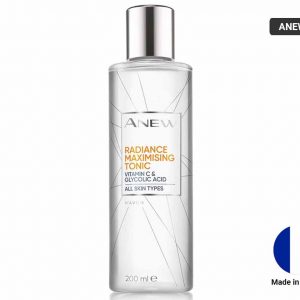 ANEW
ANEW
RADIANCE
MAXIMISING
TONIC
VITAMIN C &
GLYCOLIC ACID
ALL SKIN TYPES
200 ml e
Made in